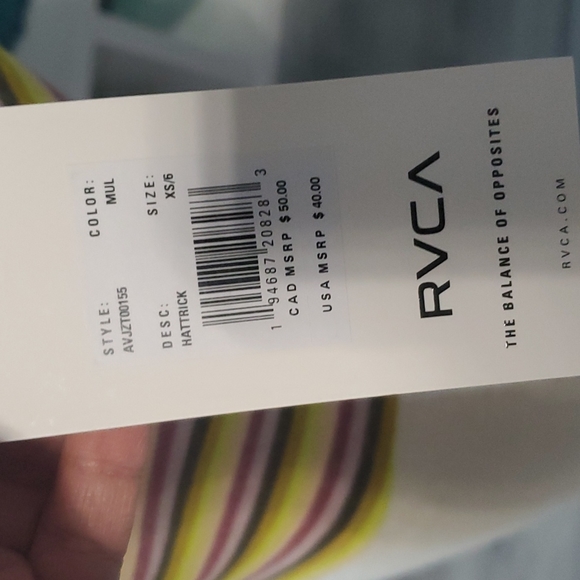 STYLE:
AVJZT00155
COLOR:
MUL
DESC:
HATTRICK
SIZE:
XS/6
1 94687 20828 3
CAD MSRP $ 50.00
USA MSRP $ 40.00
RVCA
THE BALANCE OF OPPOSITES
RVCA.COM